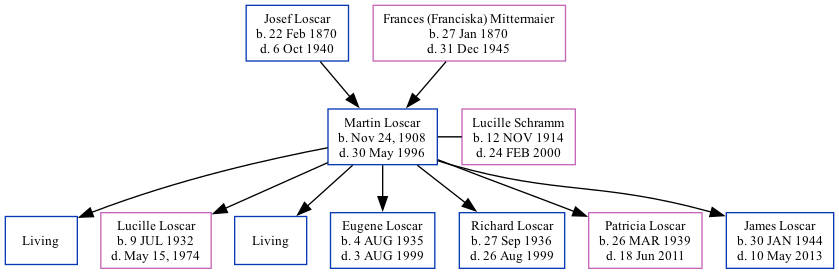 Josef Loscar
b. 22 Feb 1870
d. 6 Oct 1940
Frances (Franciska) Mittermaier
b. 27 Jan 1870
d. 31 Dec 1945
Martin Loscar
b. Nov 24, 1908
d. 30 May 1996
Lucille Schramm
b. 12 NOV 1914
d. 24 FEB 2000
Living
Lucille Loscar
b. 9 JUL 1932
d. May 15, 1974
Living
Eugene Loscar
b. 4 AUG 1935
d. 3 AUG 1999
Richard Loscar
b. 27 Sep 1936
d. 26 Aug 1999
Patricia Loscar
b. 26 MAR 1939
d. 18 Jun 2011
James Loscar
b. 30 JAN 1944
d. 10 May 2013